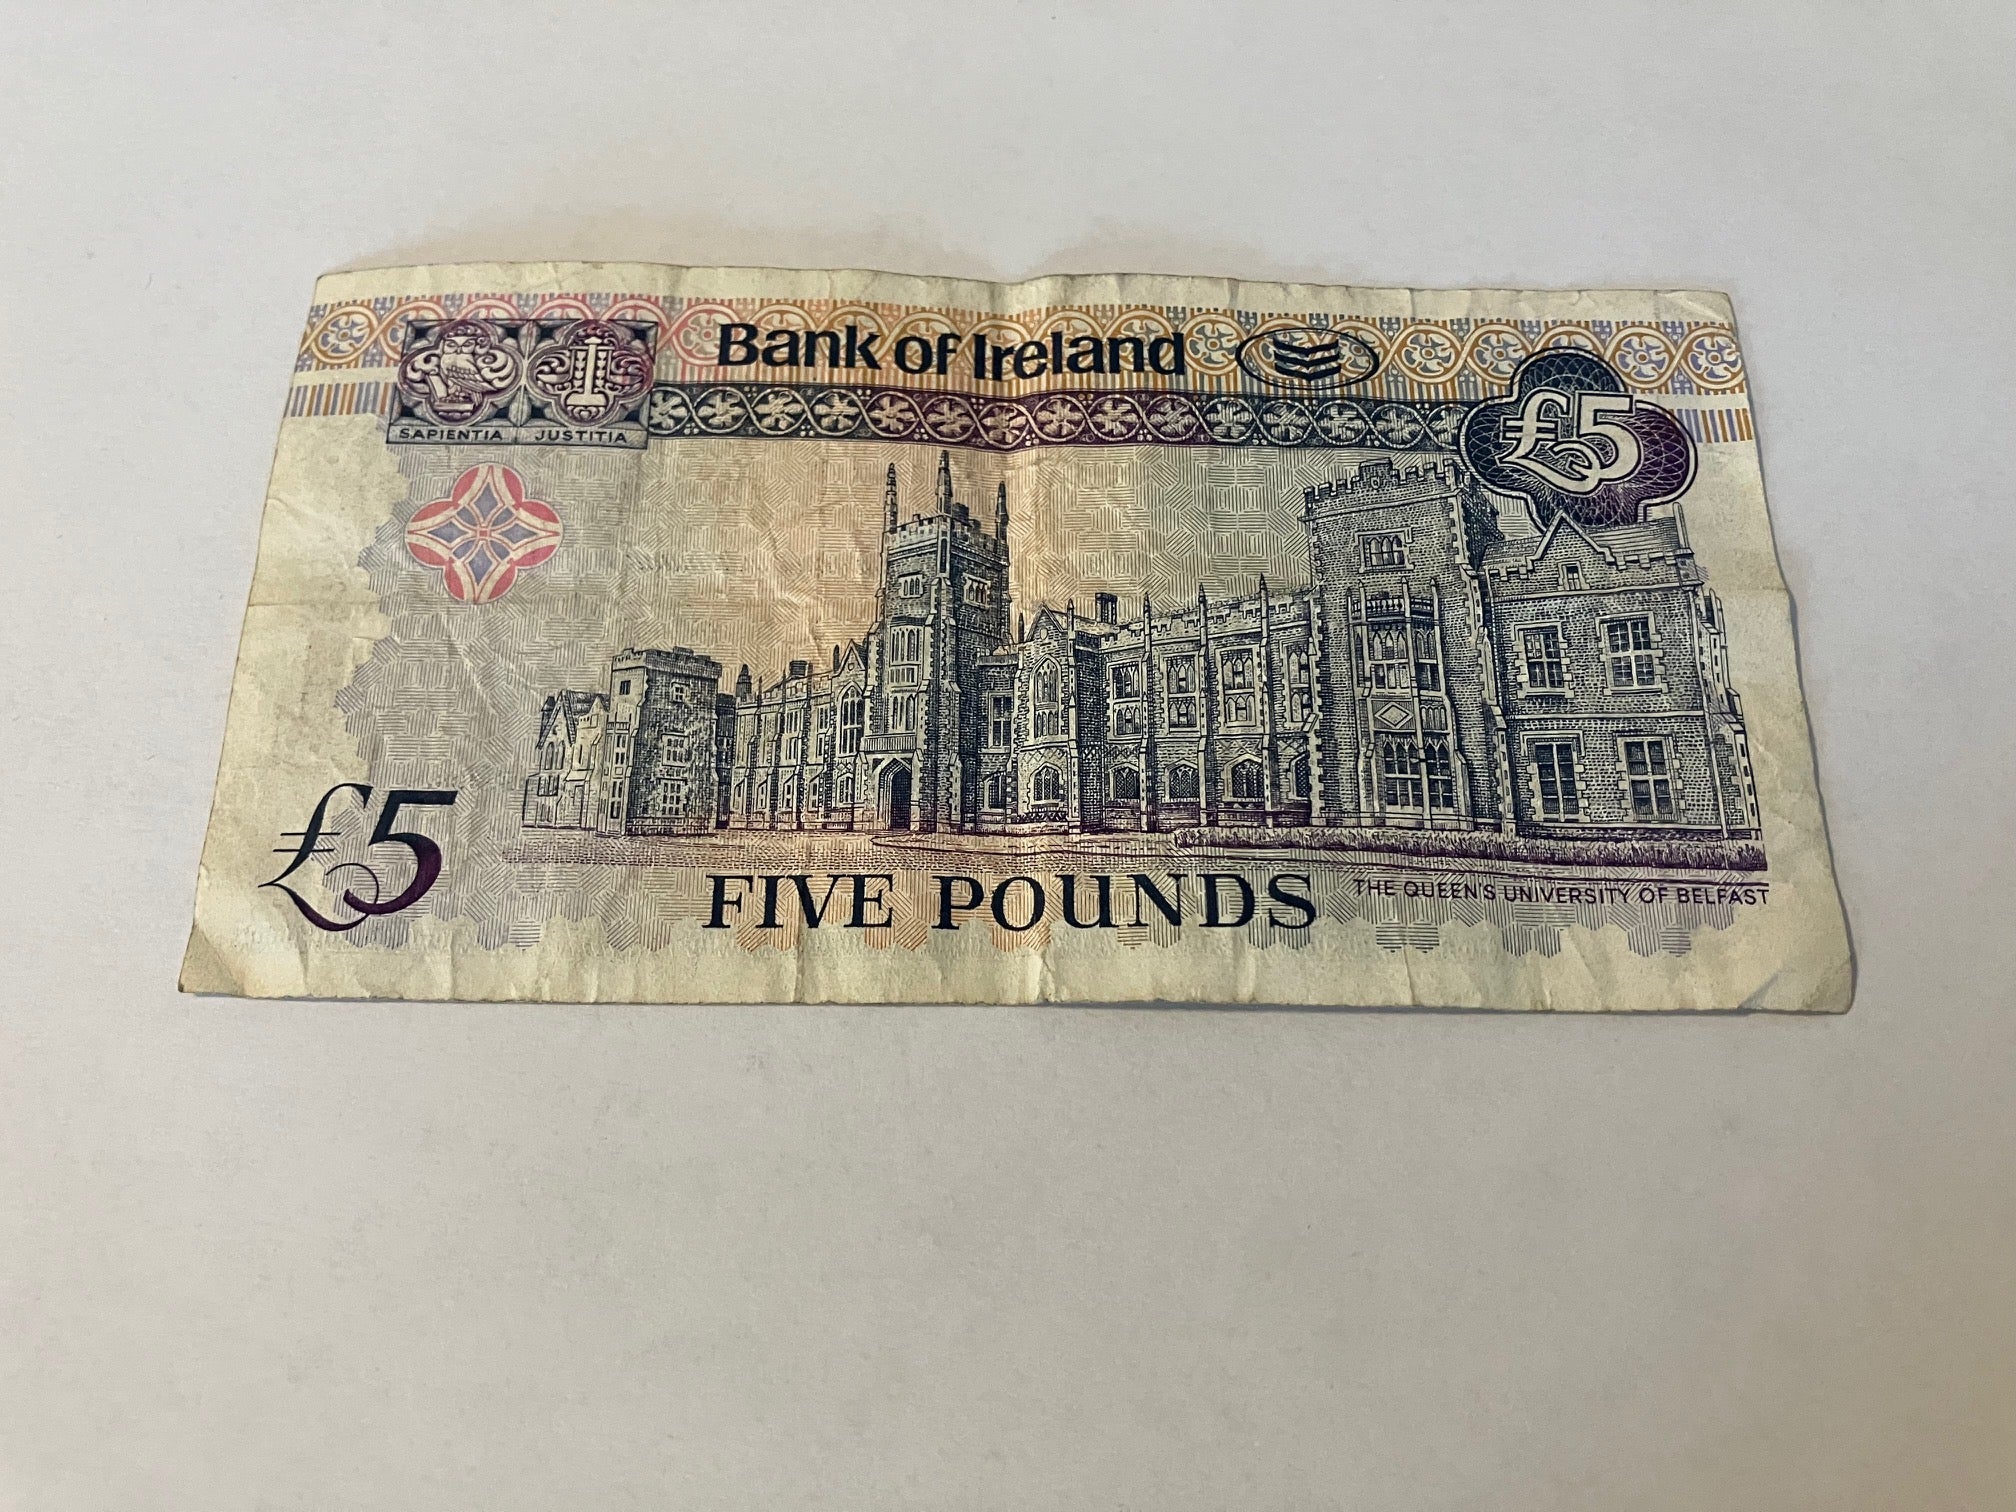 Bank of Ireland
£5
SAPIENTIA JUSTITIA
£5
FIVE POUNDS
THE QUEEN'S UNIVERSITY OF BELFAST